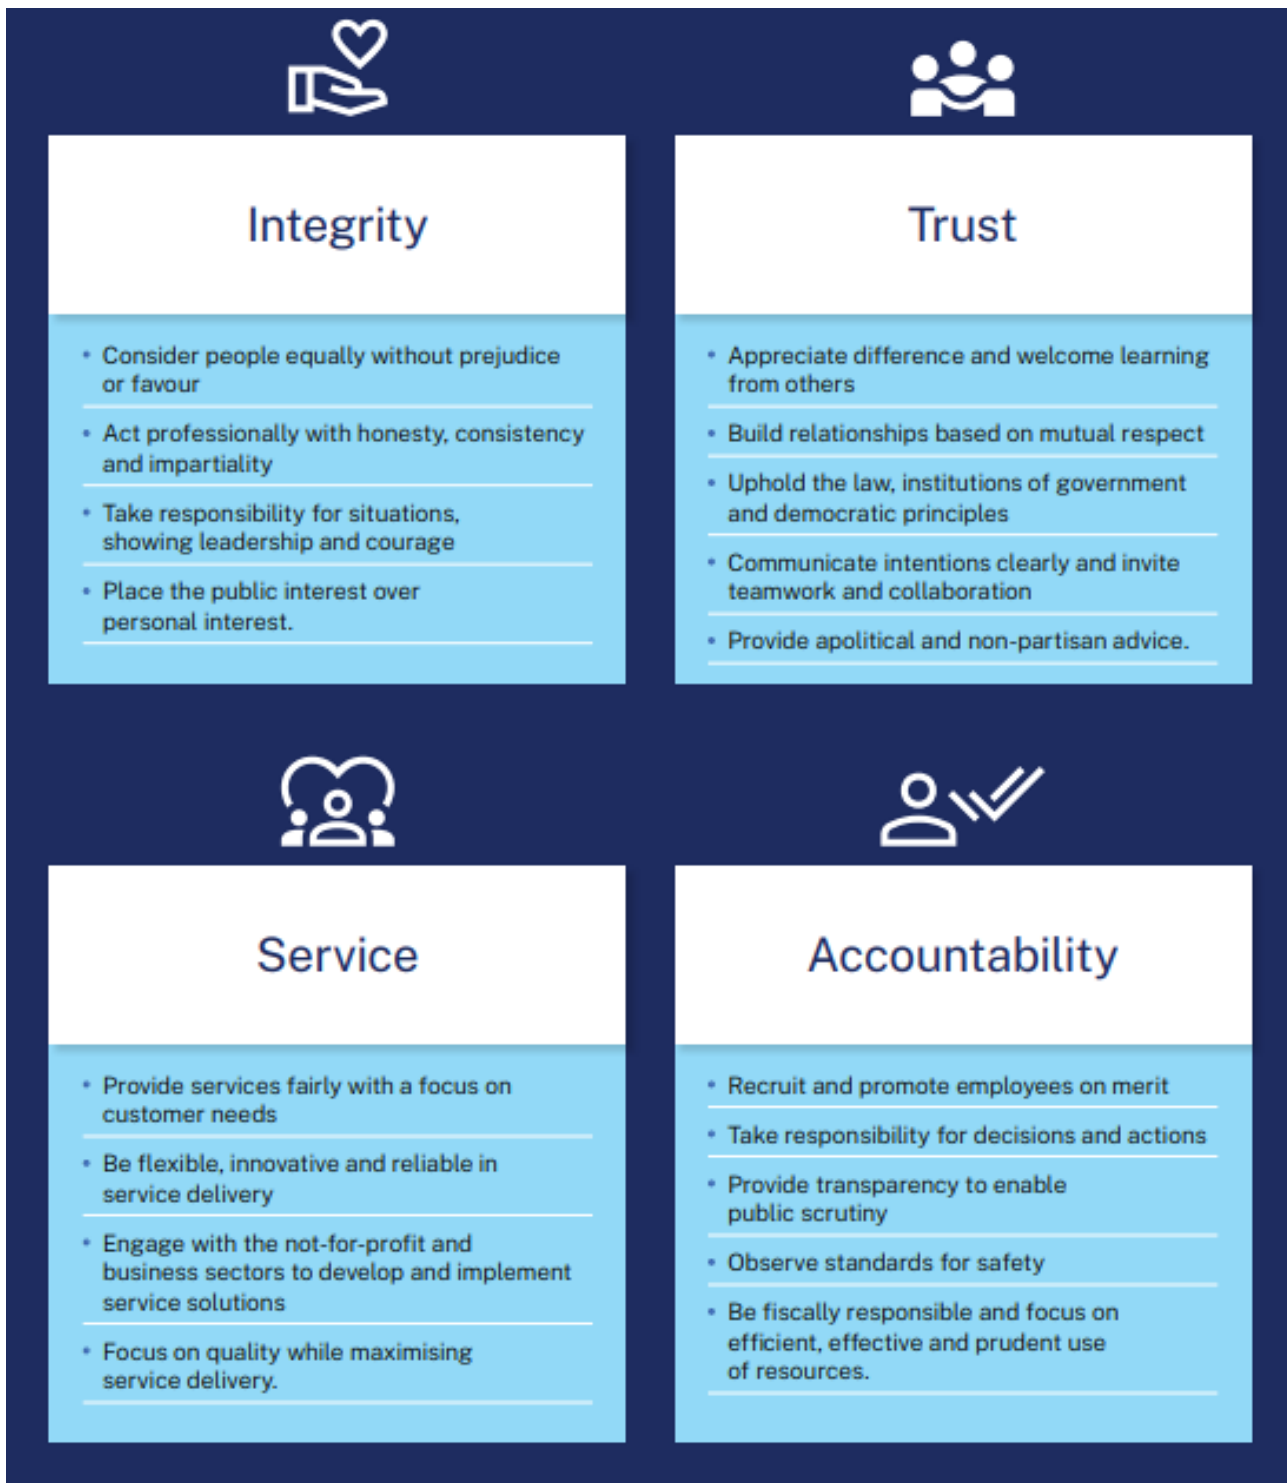 Integrity
• Consider people equally without prejudice
or favour
• Act professionally with honesty, consistency
and impartiality
• Take responsibility for situations,
showing leadership and courage
• Place the public interest over
personal interest.
Trust
• Appreciate difference and welcome learning
from others
• Build relationships based on mutual respect
• Uphold the law, institutions of government
and democratic principles
• Communicate intentions clearly and invite
teamwork and collaboration
• Provide apolitical and non-partisan advice.
Service
• Provide services fairly with a focus on
customer needs
• Be flexible, innovative and reliable in
service delivery
• Engage with the not-for-profit and
business sectors to develop and implement
service solutions
• Focus on quality while maximising
service delivery.
Accountability
• Recruit and promote employees on merit
• Take responsibility for decisions and actions
• Provide transparency to enable
public scrutiny
• Observe standards for safety
• Be fiscally responsible and focus on
efficient, effective and prudent use
of resources.